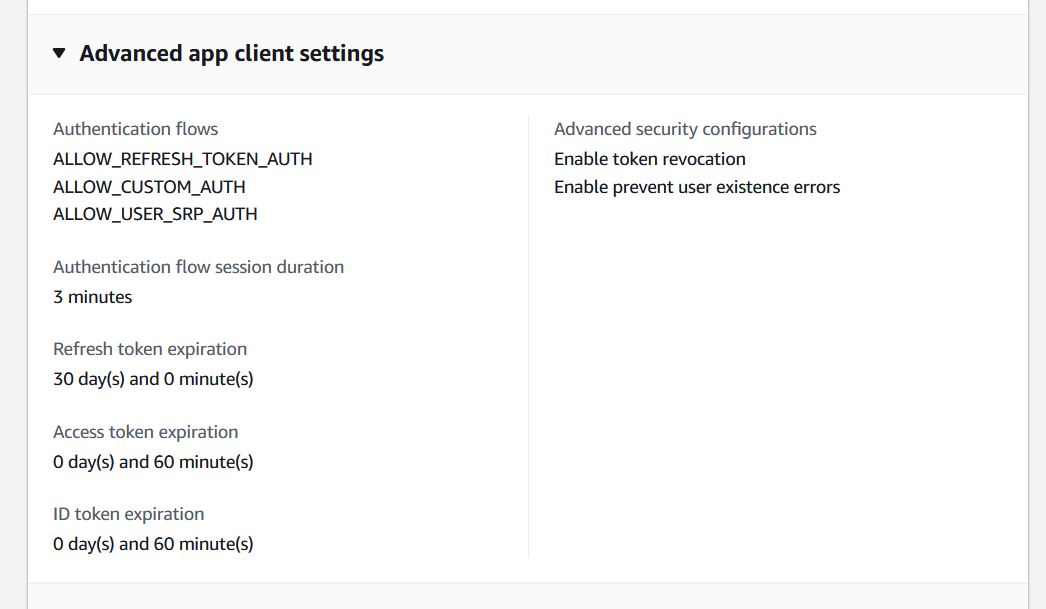 Advanced app client settings
Authentication flows
ALLOW_REFRESH_TOKEN_AUTH
ALLOW_CUSTOM_AUTH
ALLOW_USER_SRP_AUTH
Authentication flow session duration
3 minutes
Refresh token expiration
30 day(s) and 0 minute(s)
Access token expiration
0 day(s) and 60 minute(s)
ID token expiration
0 day(s) and 60 minute(s)
Advanced security configurations
Enable token revocation
Enable prevent user existence errors